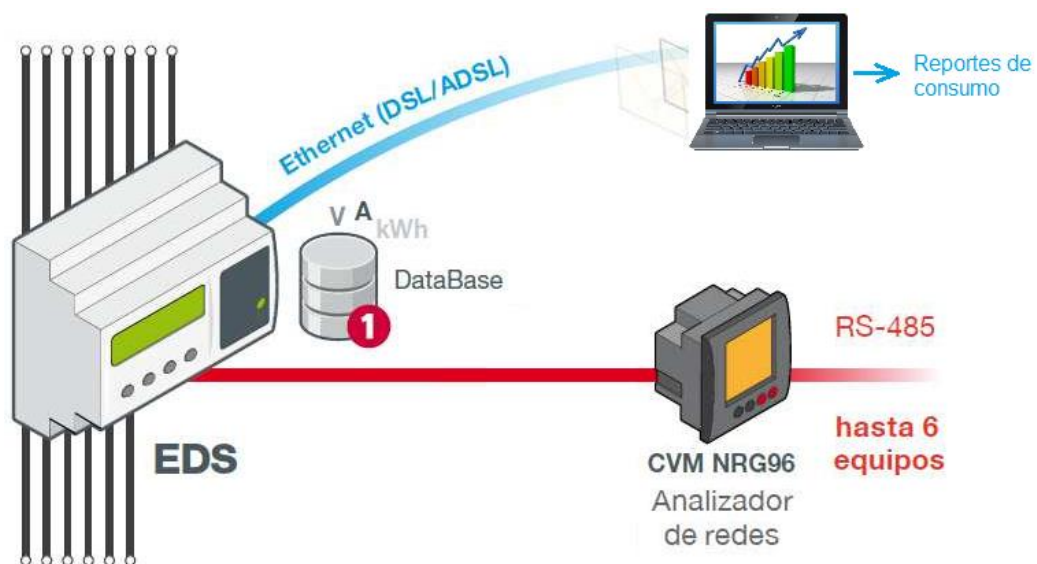 Ethernet (DSL/ADSL)
Reportes de
consumo
V A
kWh
DataBase
1
RS-485
EDS
hasta 6
equipos
CVM NRG96
Analizador
de redes